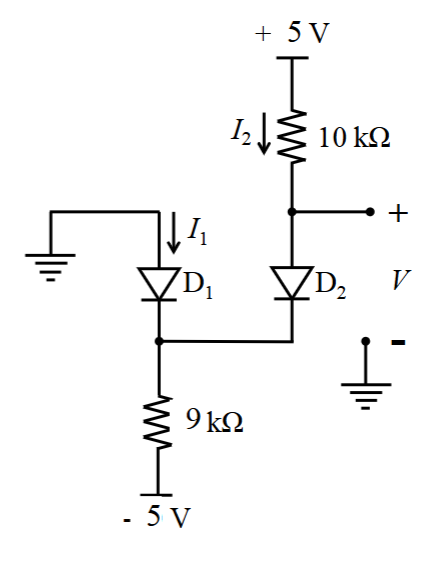 + 5 V
I₂
10 kΩ
+
I₁
D₁
D₂
V
-
9 kΩ
- 5 V